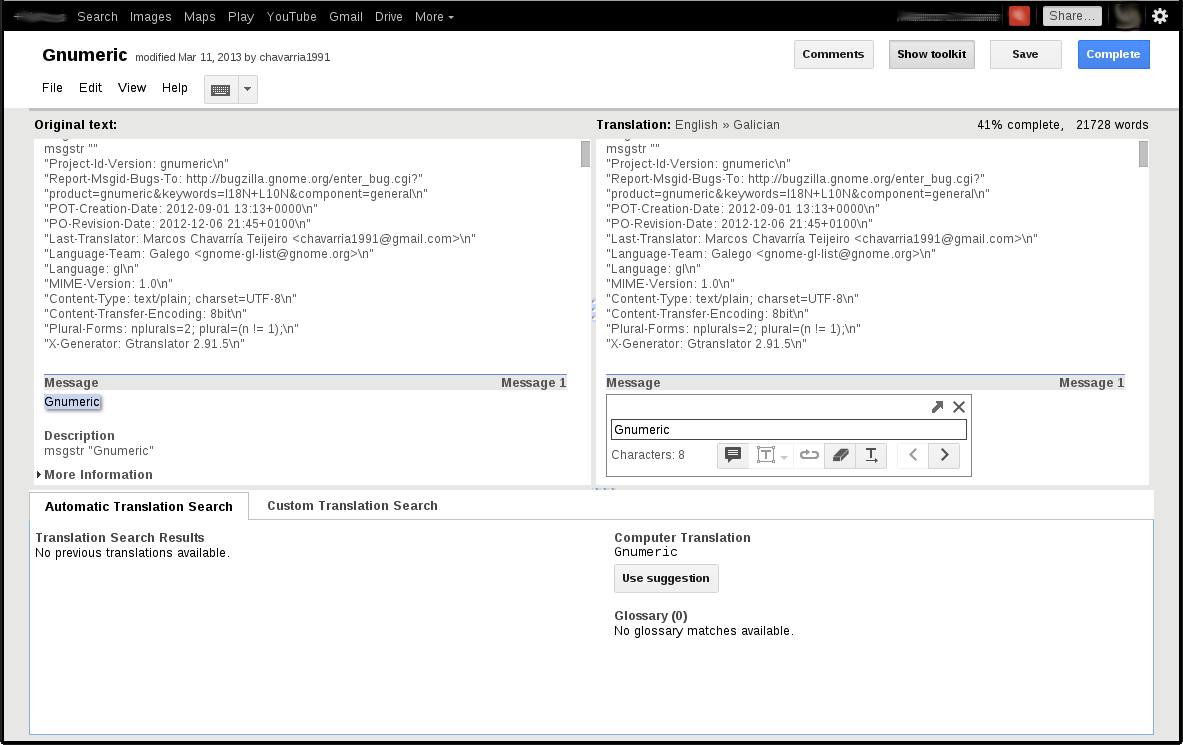 Search Images Maps Play YouTube Gmail Drive More Share…
Gnumeric modified Mar 11, 2013 by chavarria1991 Comments Show toolkit Save Complete
File Edit View Help
Original text: Translation: English » Galician 41% complete, 21728 words
msgstr ""
"Project-Id-Version: gnumeric\n"
"Report-Msgid-Bugs-To: http://bugzilla.gnome.org/enter_bug.cgi?"
"product=gnumeric&keywords=I18N+L10N&component=general\n"
"POT-Creation-Date: 2012-09-01 13:13+0000\n"
"PO-Revision-Date: 2012-12-06 21:45+0100\n"
"Last-Translator: Marcos Chavarría Teijeiro <chavarria1991@gmail.com>\n"
"Language-Team: Galego <gnome-gl-list@gnome.org>\n"
"Language: gl\n"
"MIME-Version: 1.0\n"
"Content-Type: text/plain; charset=UTF-8\n"
"Content-Transfer-Encoding: 8bit\n"
"Plural-Forms: nplurals=2; plural=(n != 1);\n"
"X-Generator: Gtranslator 2.91.5\n"
Message Message 1
Gnumeric
Description
msgstr "Gnumeric"
More Information
msgstr ""
"Project-Id-Version: gnumeric\n"
"Report-Msgid-Bugs-To: http://bugzilla.gnome.org/enter_bug.cgi?"
"product=gnumeric&keywords=I18N+L10N&component=general\n"
"POT-Creation-Date: 2012-09-01 13:13+0000\n"
"PO-Revision-Date: 2012-12-06 21:45+0100\n"
"Last-Translator: Marcos Chavarría Teijeiro <chavarria1991@gmail.com>\n"
"Language-Team: Galego <gnome-gl-list@gnome.org>\n"
"Language: gl\n"
"MIME-Version: 1.0\n"
"Content-Type: text/plain; charset=UTF-8\n"
"Content-Transfer-Encoding: 8bit\n"
"Plural-Forms: nplurals=2; plural=(n != 1);\n"
"X-Generator: Gtranslator 2.91.5\n"
Message Message 1
Gnumeric
Characters: 8
Automatic Translation Search Custom Translation Search
Translation Search Results
No previous translations available.
Computer Translation
Gnumeric
Use suggestion
Glossary (0)
No glossary matches available.